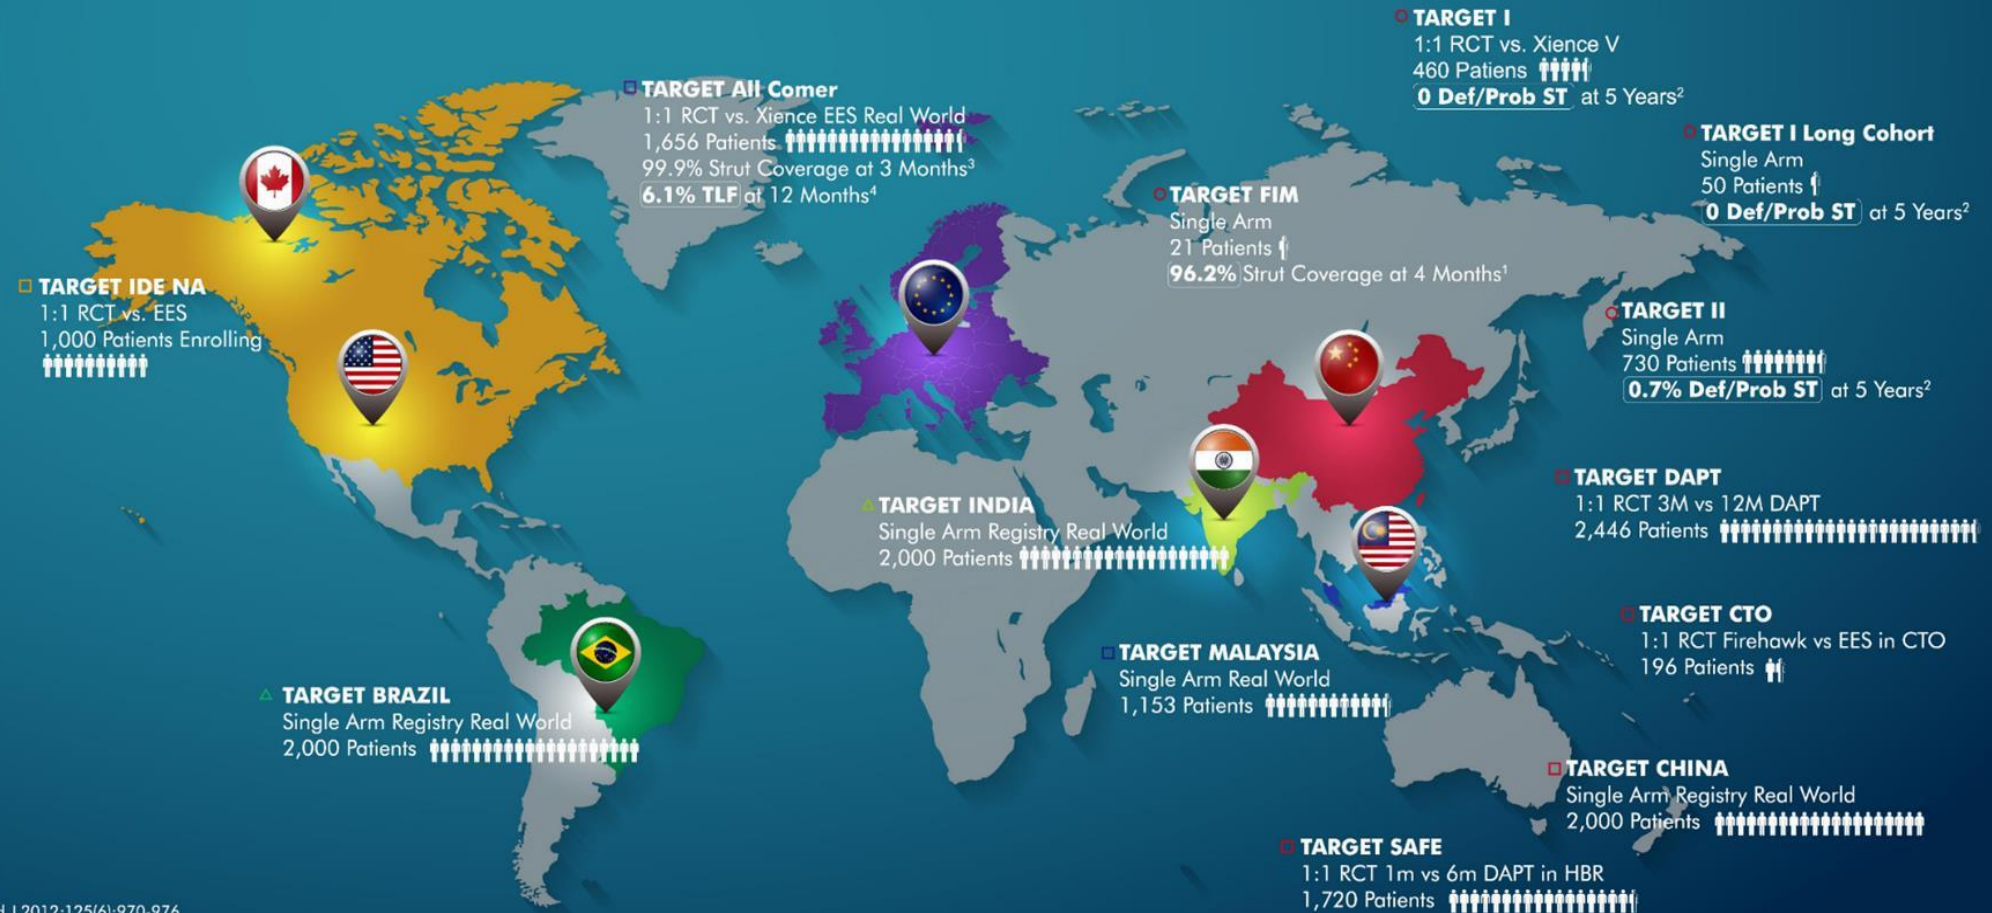 TARGET I
1:1 RCT vs. Xience V
460 Patiens
0 Def/Prob ST at 5 Years²
TARGET All Comer
1:1 RCT vs. Xience EES Real World
1,656 Patients
99.9% Strut Coverage at 3 Months³
6.1% TLF at 12 Months⁴
TARGET I Long Cohort
Single Arm
50 Patients
0 Def/Prob ST at 5 Years²
TARGET FIM
Single Arm
21 Patients
96.2% Strut Coverage at 4 Months¹
TARGET IDE NA
1:1 RCT vs. EES
1,000 Patients Enrolling
TARGET II
Single Arm
730 Patients
0.7% Def/Prob ST at 5 Years²
TARGET DAPT
1:1 RCT 3M vs 12M DAPT
2,446 Patients
TARGET INDIA
Single Arm Registry Real World
2,000 Patients
TARGET CTO
1:1 RCT Firehawk vs EES in CTO
196 Patients
TARGET MALAYSIA
Single Arm Real World
1,153 Patients
TARGET BRAZIL
Single Arm Registry Real World
2,000 Patients
TARGET CHINA
Single Arm Registry Real World
2,000 Patients
TARGET SAFE
1:1 RCT 1m vs 6m DAPT in HBR
1,720 Patients
2012;125(6):970-976